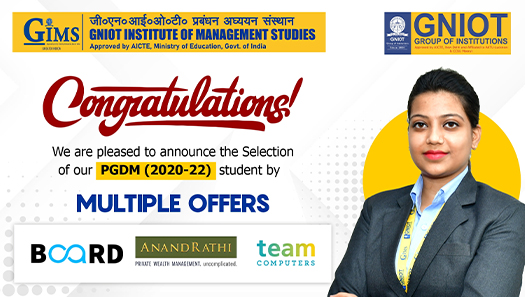 GIMS
जी०एन०आई०ओ०टी० प्रबंधन अध्ययन संस्थान
GNIOT INSTITUTE OF MANAGEMENT STUDIES
Approved by AICTE, Ministry of Education, Govt. of India
GNIOT
GNIOT
GROUP OF INSTITUTIONS
Congratulations!
We are pleased to announce the Selection
of our PGDM (2020-22) student by
MULTIPLE OFFERS
BOARD
ANANDRATHI
PRIVATE WEALTH MANAGEMENT, uncomplicated.
team
COMPUTERS